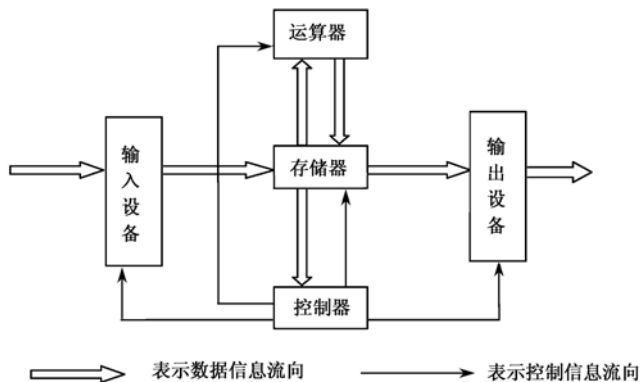 运算器
输入设备
存储器
输出设备
控制器
表示数据信息流向
表示控制信息流向